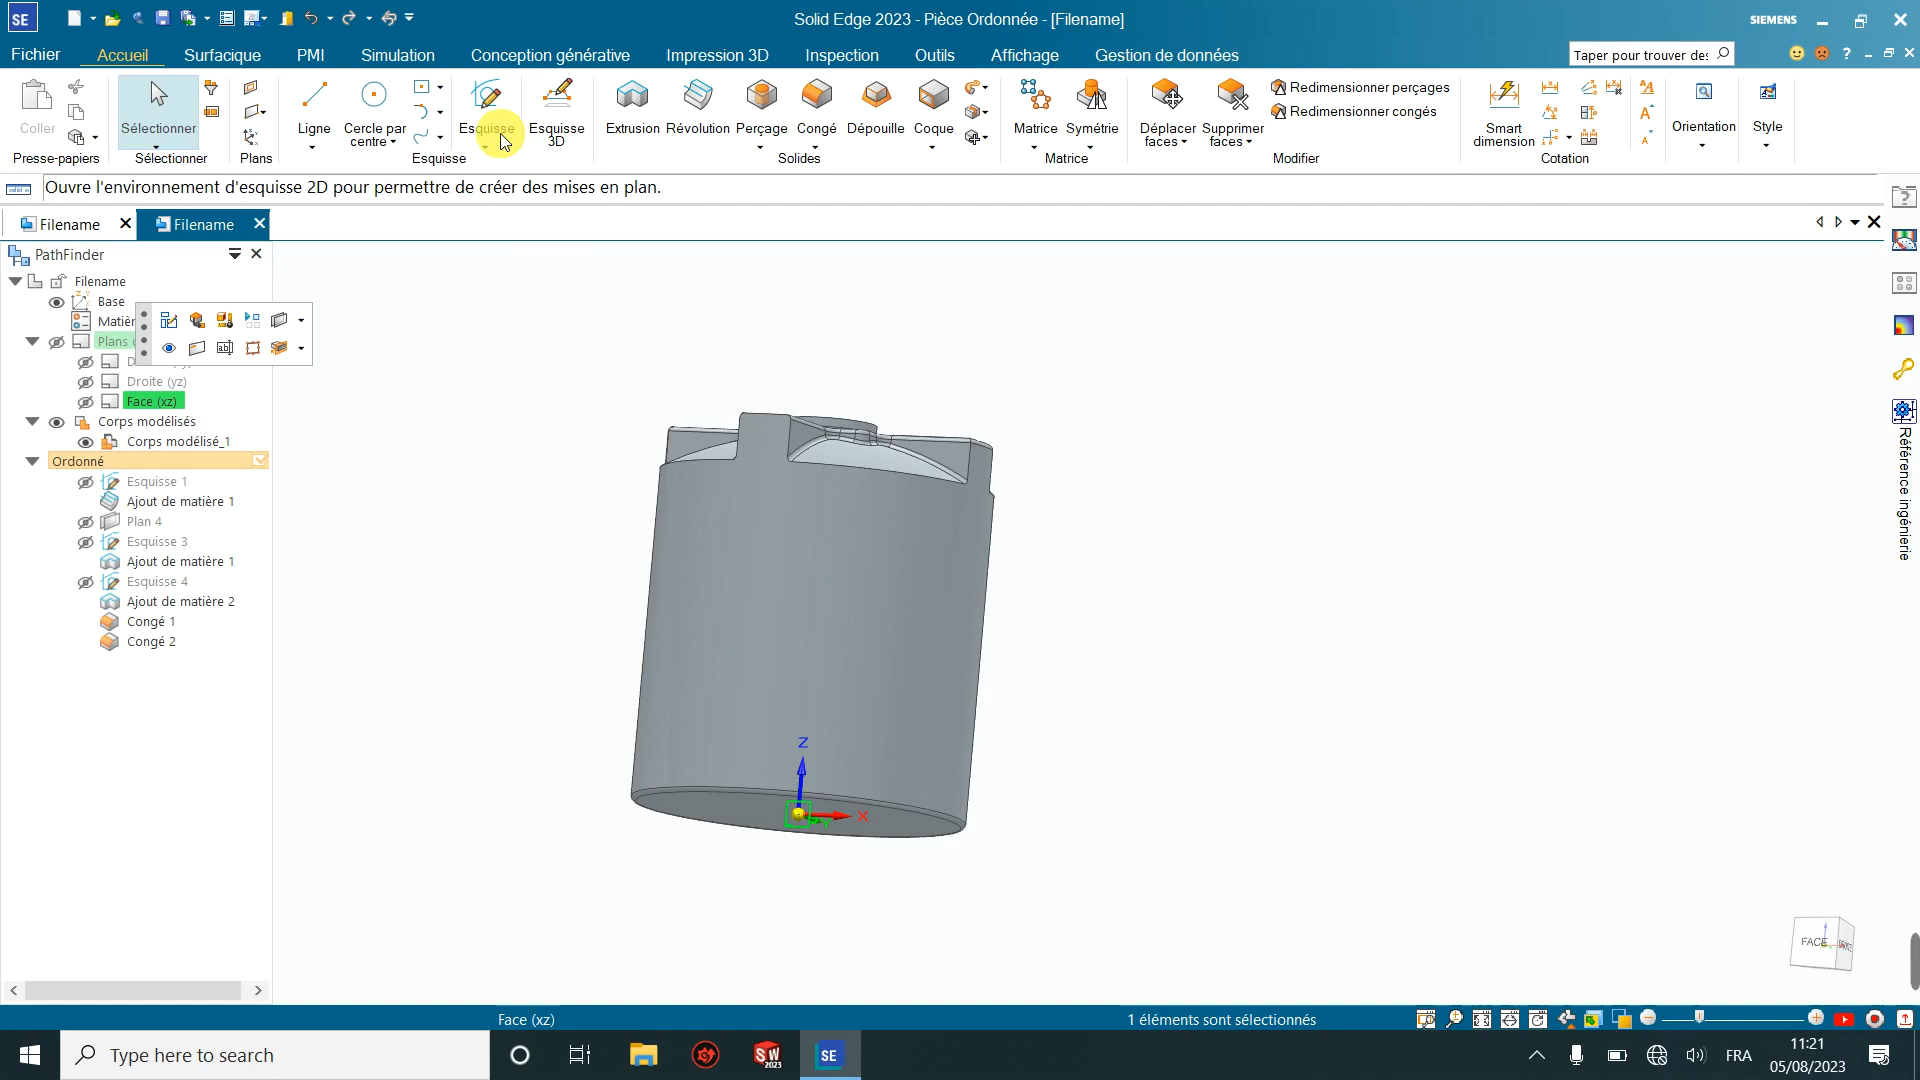 SE
Solid Edge 2023 - Pièce Ordonnée - [Filename]
SIEMENS
Fichier
Accueil
Surfacique
PMI
Simulation
Conception générative
Impression 3D
Inspection
Outils
Affichage
Gestion de données
Taper pour trouver des
Coller
Presse-papiers
Sélectionner
Sélectionner
Plans
Ligne
Cercle par
centre
Esquisse
Esquisse
3D
Esquisse
Extrusion
Révolution
Perçage
Congé
Dépouille
Coque
Solides
Matrice
Symétrie
Matrice
Déplacer
faces
Supprimer
faces
Redimensionner perçages
Redimensionner congés
Modifier
Smart
dimension
Cotation
Orientation
Style
Ouvre l'environnement d'esquisse 2D pour permettre de créer des mises en plan.
Filename
Filename
PathFinder
Filename
Base
Matièr
Plans
Droite (yz)
Face (xz)
Corps modélisés
Corps modélisé_1
Ordonné
Esquisse 1
Ajout de matière 1
Plan 4
Esquisse 3
Ajout de matière 1
Esquisse 4
Ajout de matière 2
Congé 1
Congé 2
Z
X
Y
FACE
Référence ingénierie
Face (xz)
1 éléments sont sélectionnés
Type here to search
SW
2023
SE
FRA
11:21
05/08/2023